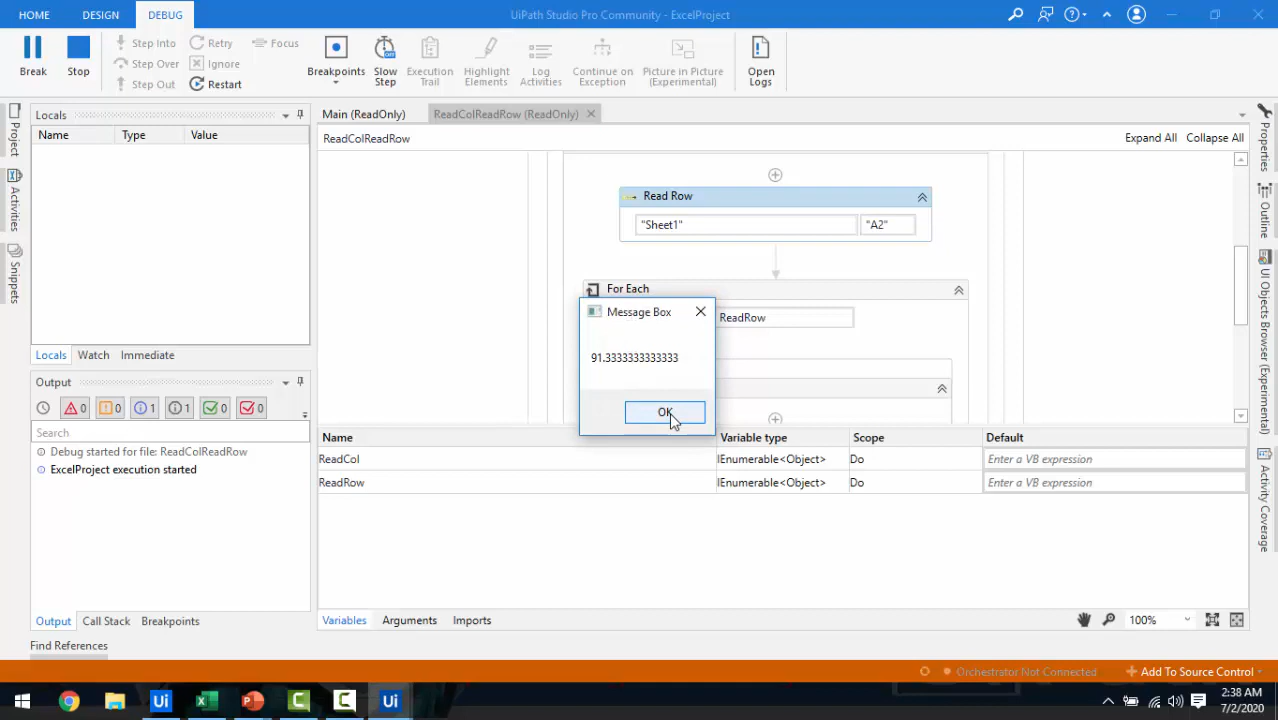 HOME
DESIGN
DEBUG
UiPath Studio Pro Community - ExcelProject
Break
Stop
Step Into
Step Over
Step Out
Retry
Ignore
Restart
Focus
Breakpoints
Slow
Step
Execution
Trail
Highlight
Elements
Log
Activities
Continue on
Exception
Picture in Picture
(Experimental)
Open
Logs
Project
Activities
Snippets
Locals
Name Type Value
Locals Watch Immediate
Output
0 0 1 1 0 0
Search
Debug started for file: ReadColReadRow
ExcelProject execution started
Output Call Stack Breakpoints
Find References
Main (ReadOnly)
ReadColReadRow (ReadOnly)
ReadColReadRow
Expand All Collapse All
Read Row
"Sheet1" "A2"
For Each
ReadRow
Message Box
91.3333333333333
OK
Name Variable type Scope Default
ReadCol IEnumerable<Object> Do Enter a VB expression
ReadRow IEnumerable<Object> Do Enter a VB expression
Variables Arguments Imports
100%
Properties
Outline
UI Objects Browser (Experimental)
Activity Coverage
Orchestrator Not Connected
Add To Source Control
Ui
Ui
2:38 AM
7/2/2020